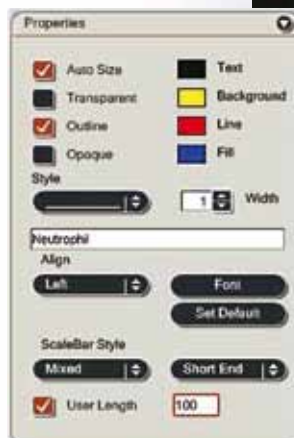 Properties
Auto Size Text
Transparent Background
Outline Line
Opaque Fill
Style
1 Width
Neutrophil
Align
Left Font
Set Default
ScaleBar Style
Mixed Short End
User Length 100